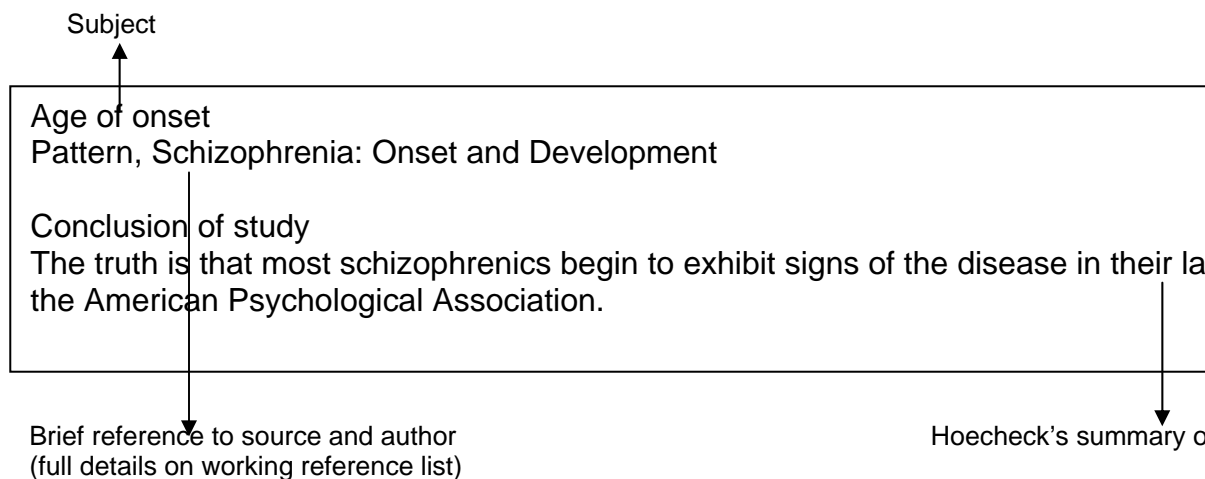 Subject
Age of onset
Pattern, Schizophrenia: Onset and Development
Conclusion of study
The truth is that most schizophrenics begin to exhibit signs of the disease in their la
the American Psychological Association.
Brief reference to source and author
(full details on working reference list)
Hoecheck’s summary o